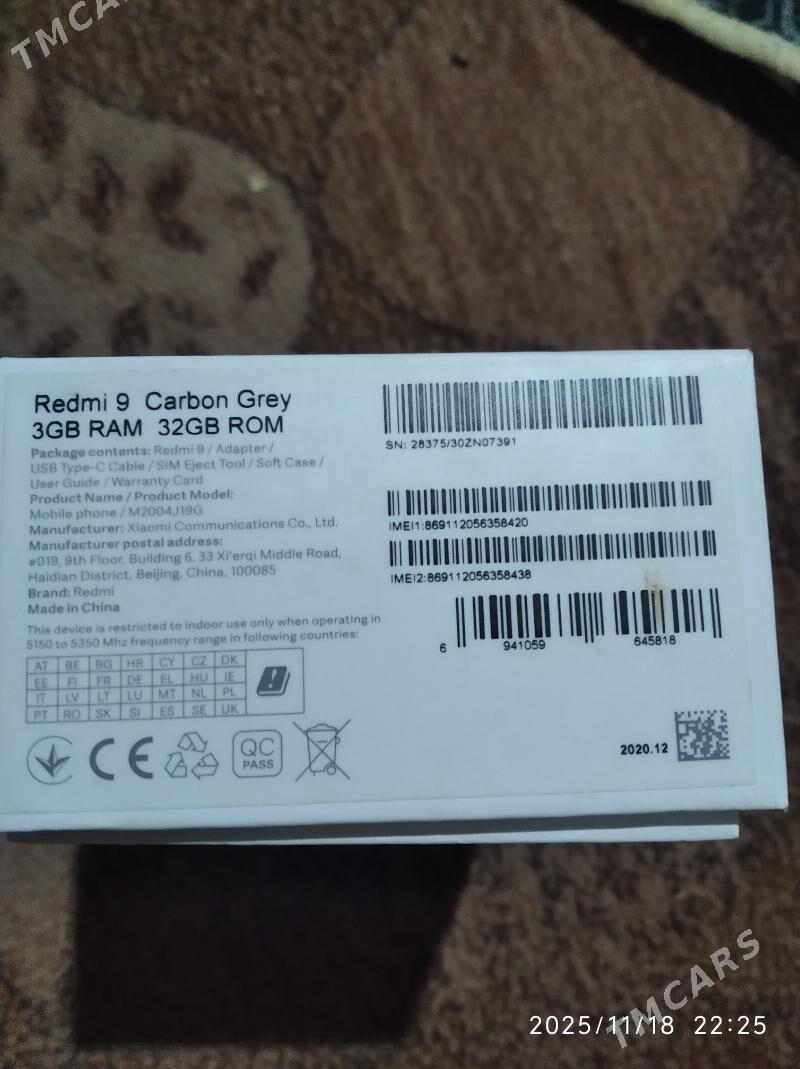 TMCARS
Redmi 9 Carbon Grey
3GB RAM 32GB ROM
Package contents: Redmi 9 / Adapter /
USB Type-C Cable / SIM Eject Tool / Soft Case /
User Guide / Warranty Card
Product Name / Product Model:
Mobile phone / M2004J19G
Manufacturer: Xiaomi Communications Co., Ltd.
Manufacturer postal address:
#019, 9th Floor, Building 6, 33 Xi'erqi Middle Road,
Haidian District, Beijing, China, 100085
Brand: Redmi
Made in China
This device is restricted to indoor use only when operating in
5150 to 5350 Mhz frequency range in following countries:
AT BE BG HR CY CZ DK
EE FI FR DE EL HU IE
IT LV LT LU MT NL PL
PT RO SK SI ES SE UK
CE
QC
PASS
SN: 28375/30ZN07391
IMEI1:869112056358420
IMEI2:869112056358438
6 941059 645818
2020.12
TMCARS
2025/11/18 22:25